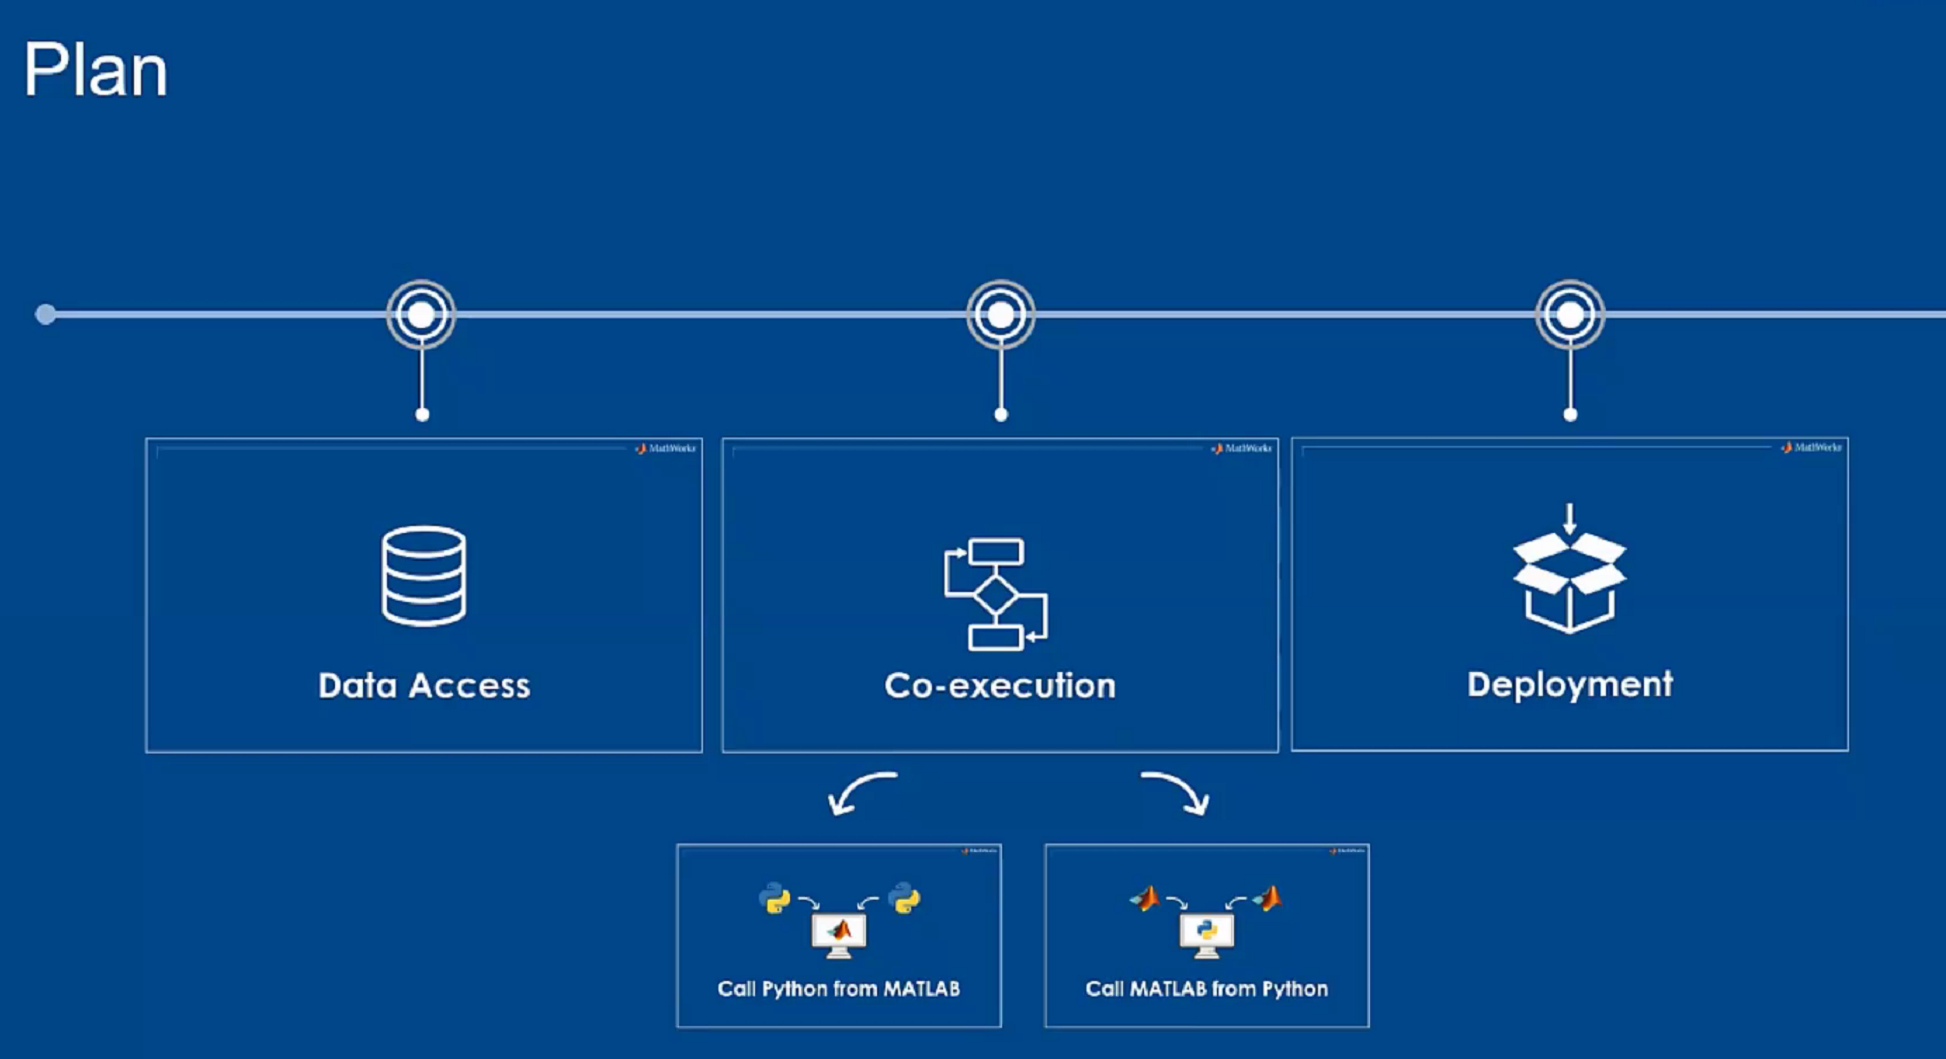 Plan
MathWorks
MathWorks
MathWorks
Data Access
Co-execution
Deployment
Call Python from MATLAB
Call MATLAB from Python